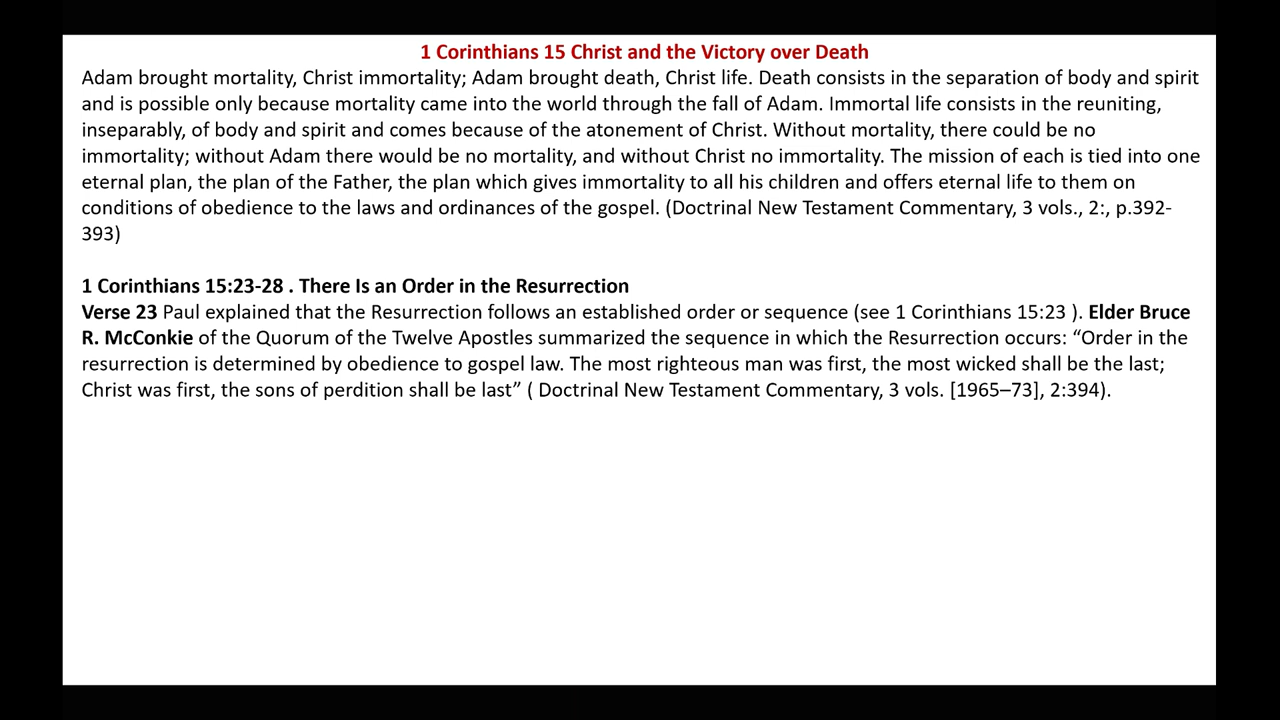 1 Corinthians 15 Christ and the Victory over Death
Adam brought mortality, Christ immortality; Adam brought death, Christ life. Death consists in the separation of body and spirit
and is possible only because mortality came into the world through the fall of Adam. Immortal life consists in the reuniting,
inseparably, of body and spirit and comes because of the atonement of Christ. Without mortality, there could be no
immortality; without Adam there would be no mortality, and without Christ no immortality. The mission of each is tied into one
eternal plan, the plan of the Father, the plan which gives immortality to all his children and offers eternal life to them on
conditions of obedience to the laws and ordinances of the gospel. (Doctrinal New Testament Commentary, 3 vols., 2:, p.392-
393)
1 Corinthians 15:23-28 . There Is an Order in the Resurrection
Verse 23 Paul explained that the Resurrection follows an established order or sequence (see 1 Corinthians 15:23 ). Elder Bruce
R. McConkie of the Quorum of the Twelve Apostles summarized the sequence in which the Resurrection occurs: “Order in the
resurrection is determined by obedience to gospel law. The most righteous man was first, the most wicked shall be the last;
Christ was first, the sons of perdition shall be last” ( Doctrinal New Testament Commentary, 3 vols. [1965–73], 2:394).